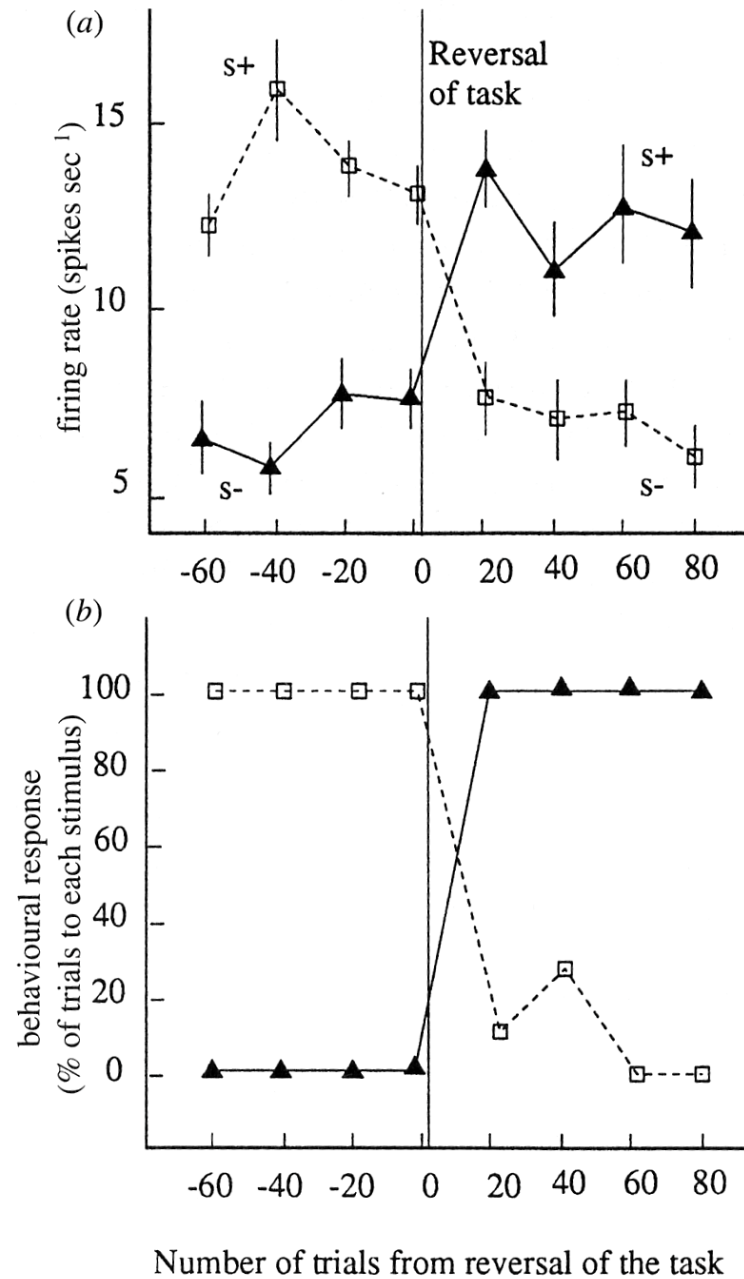 (a)
s+
Reversal
of task
s+
15
10
5
firing rate (spikes sec 1)
s-
s-
-60 -40 -20 0 20 40 60 80
(b)
100
80
60
40
20
0
behavioural response
(% of trials to each stimulus)
-60 -40 -20 0 20 40 60 80
Number of trials from reversal of the task